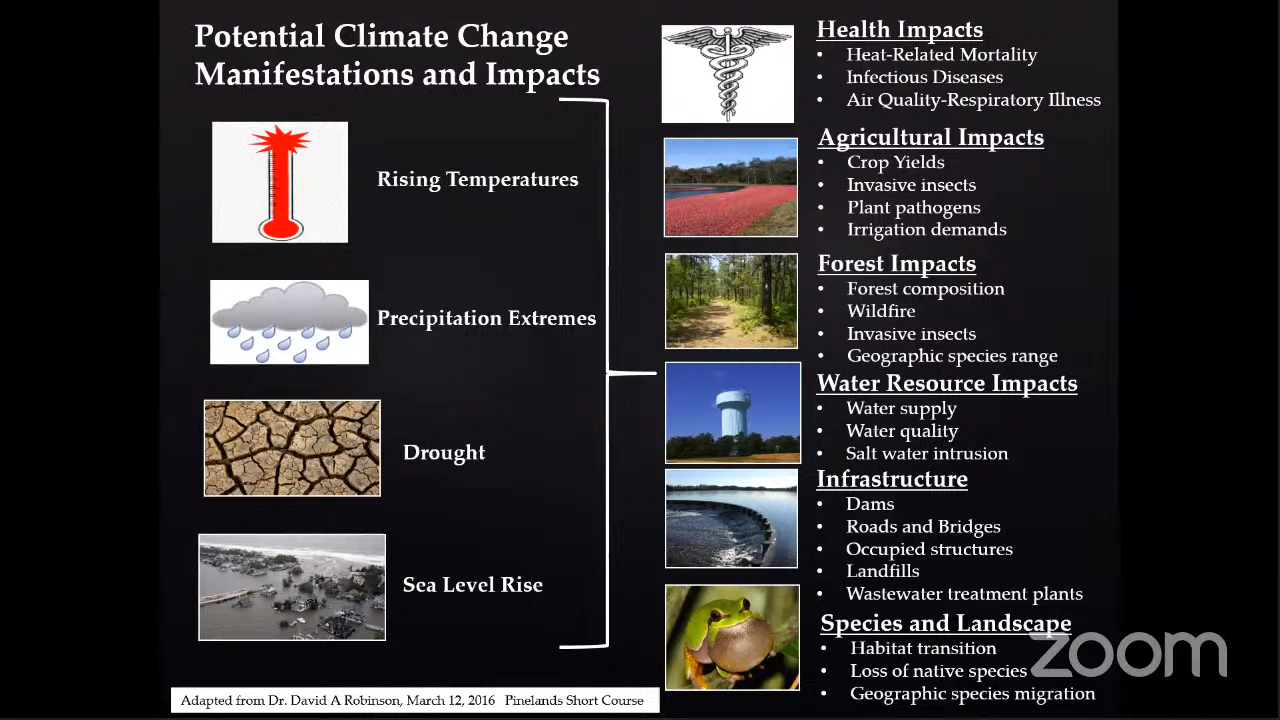 Potential Climate Change
Manifestations and Impacts
Rising Temperatures
Precipitation Extremes
Drought
Sea Level Rise
Adapted from Dr. David A Robinson, March 12, 2016 Pinelands Short Course
Health Impacts
• Heat-Related Mortality
• Infectious Diseases
• Air Quality-Respiratory Illness
Agricultural Impacts
• Crop Yields
• Invasive insects
• Plant pathogens
• Irrigation demands
Forest Impacts
• Forest composition
• Wildfire
• Invasive insects
• Geographic species range
Water Resource Impacts
• Water supply
• Water quality
• Salt water intrusion
Infrastructure
• Dams
• Roads and Bridges
• Occupied structures
• Landfills
• Wastewater treatment plants
Species and Landscape
• Habitat transition
• Loss of native species
• Geographic species migration
zoom